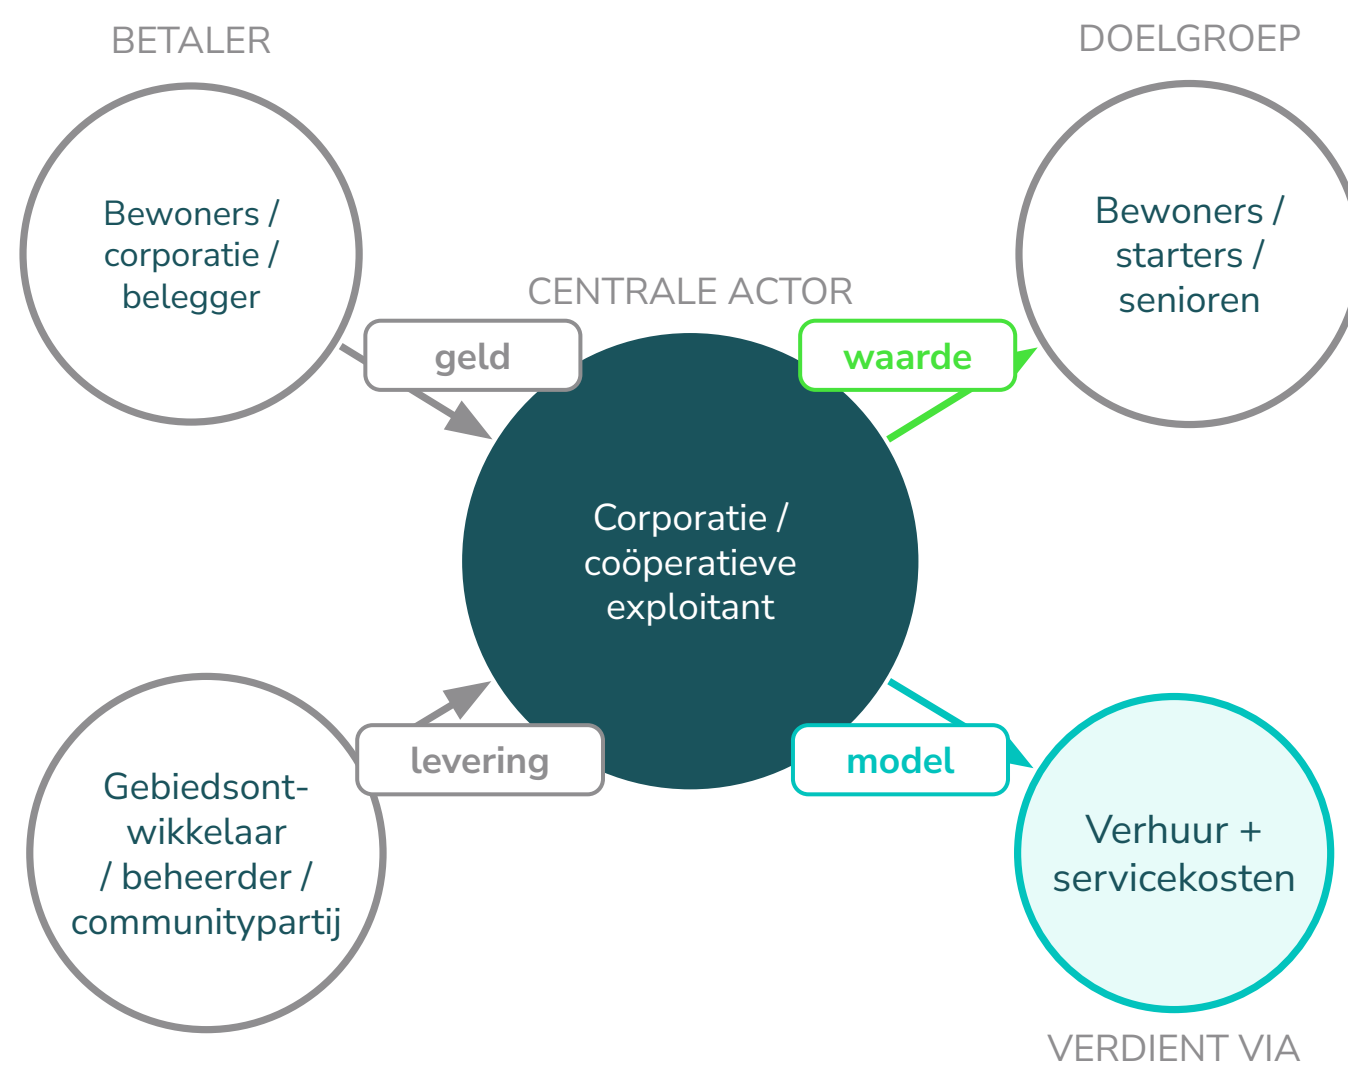 BETALER
DOELGROEP
Bewoners /
corporatie /
belegger
Bewoners /
starters /
senioren
CENTRALE ACTOR
geld
waarde
Corporatie /
coöperatieve
exploitant
levering
model
Gebiedsont-
wikkelaar
/ beheerder /
communitypartij
Verhuur +
servicekosten
VERDIENT VIA